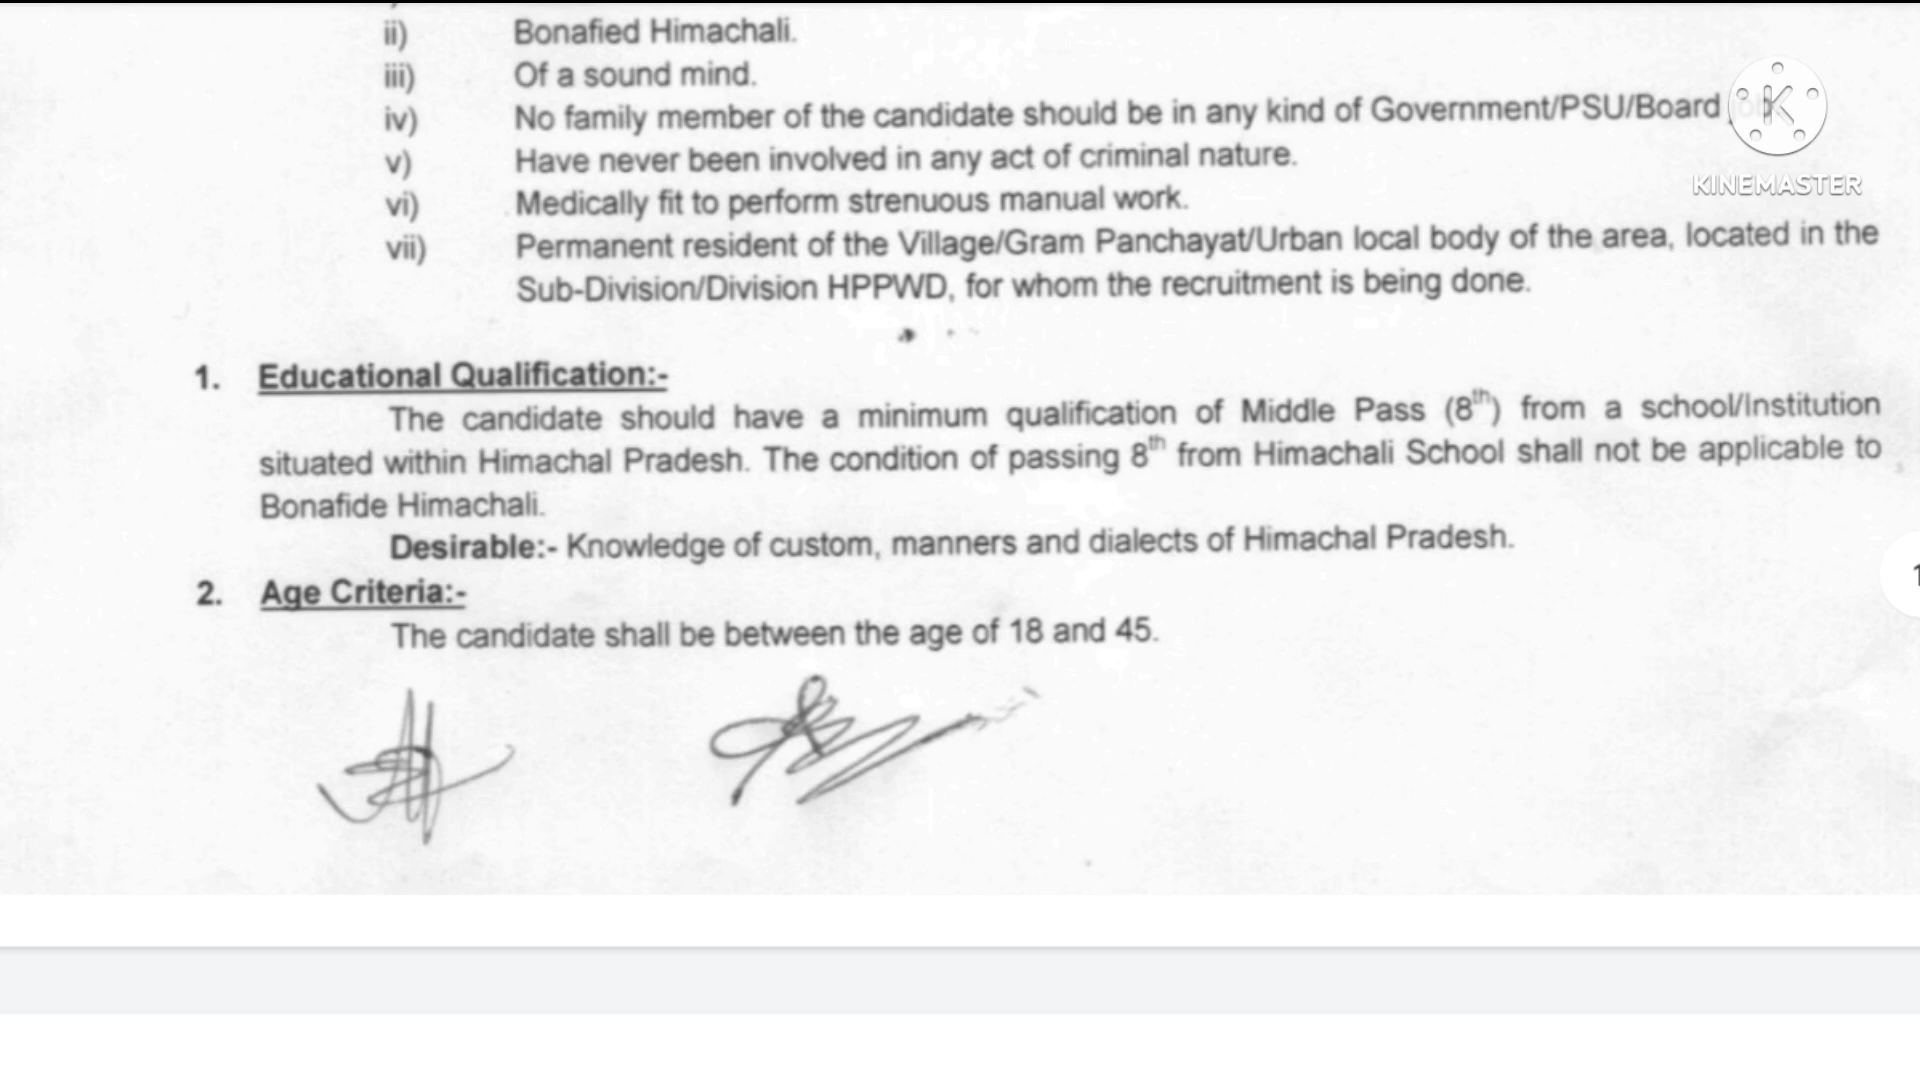 ii) Bonafied Himachali.
iii) Of a sound mind.
iv) No family member of the candidate should be in any kind of Government/PSU/Board
v) Have never been involved in any act of criminal nature.
vi) Medically fit to perform strenuous manual work.
vii) Permanent resident of the Village/Gram Panchayat/Urban local body of the area, located in the
Sub-Division/Division HPPWD, for whom the recruitment is being done.
KINEMASTER
1. Educational Qualification:-
The candidate should have a minimum qualification of Middle Pass (8th) from a school/Institution
situated within Himachal Pradesh. The condition of passing 8th from Himachali School shall not be applicable to
Bonafide Himachali.
Desirable:- Knowledge of custom, manners and dialects of Himachal Pradesh.
2. Age Criteria:-
The candidate shall be between the age of 18 and 45.